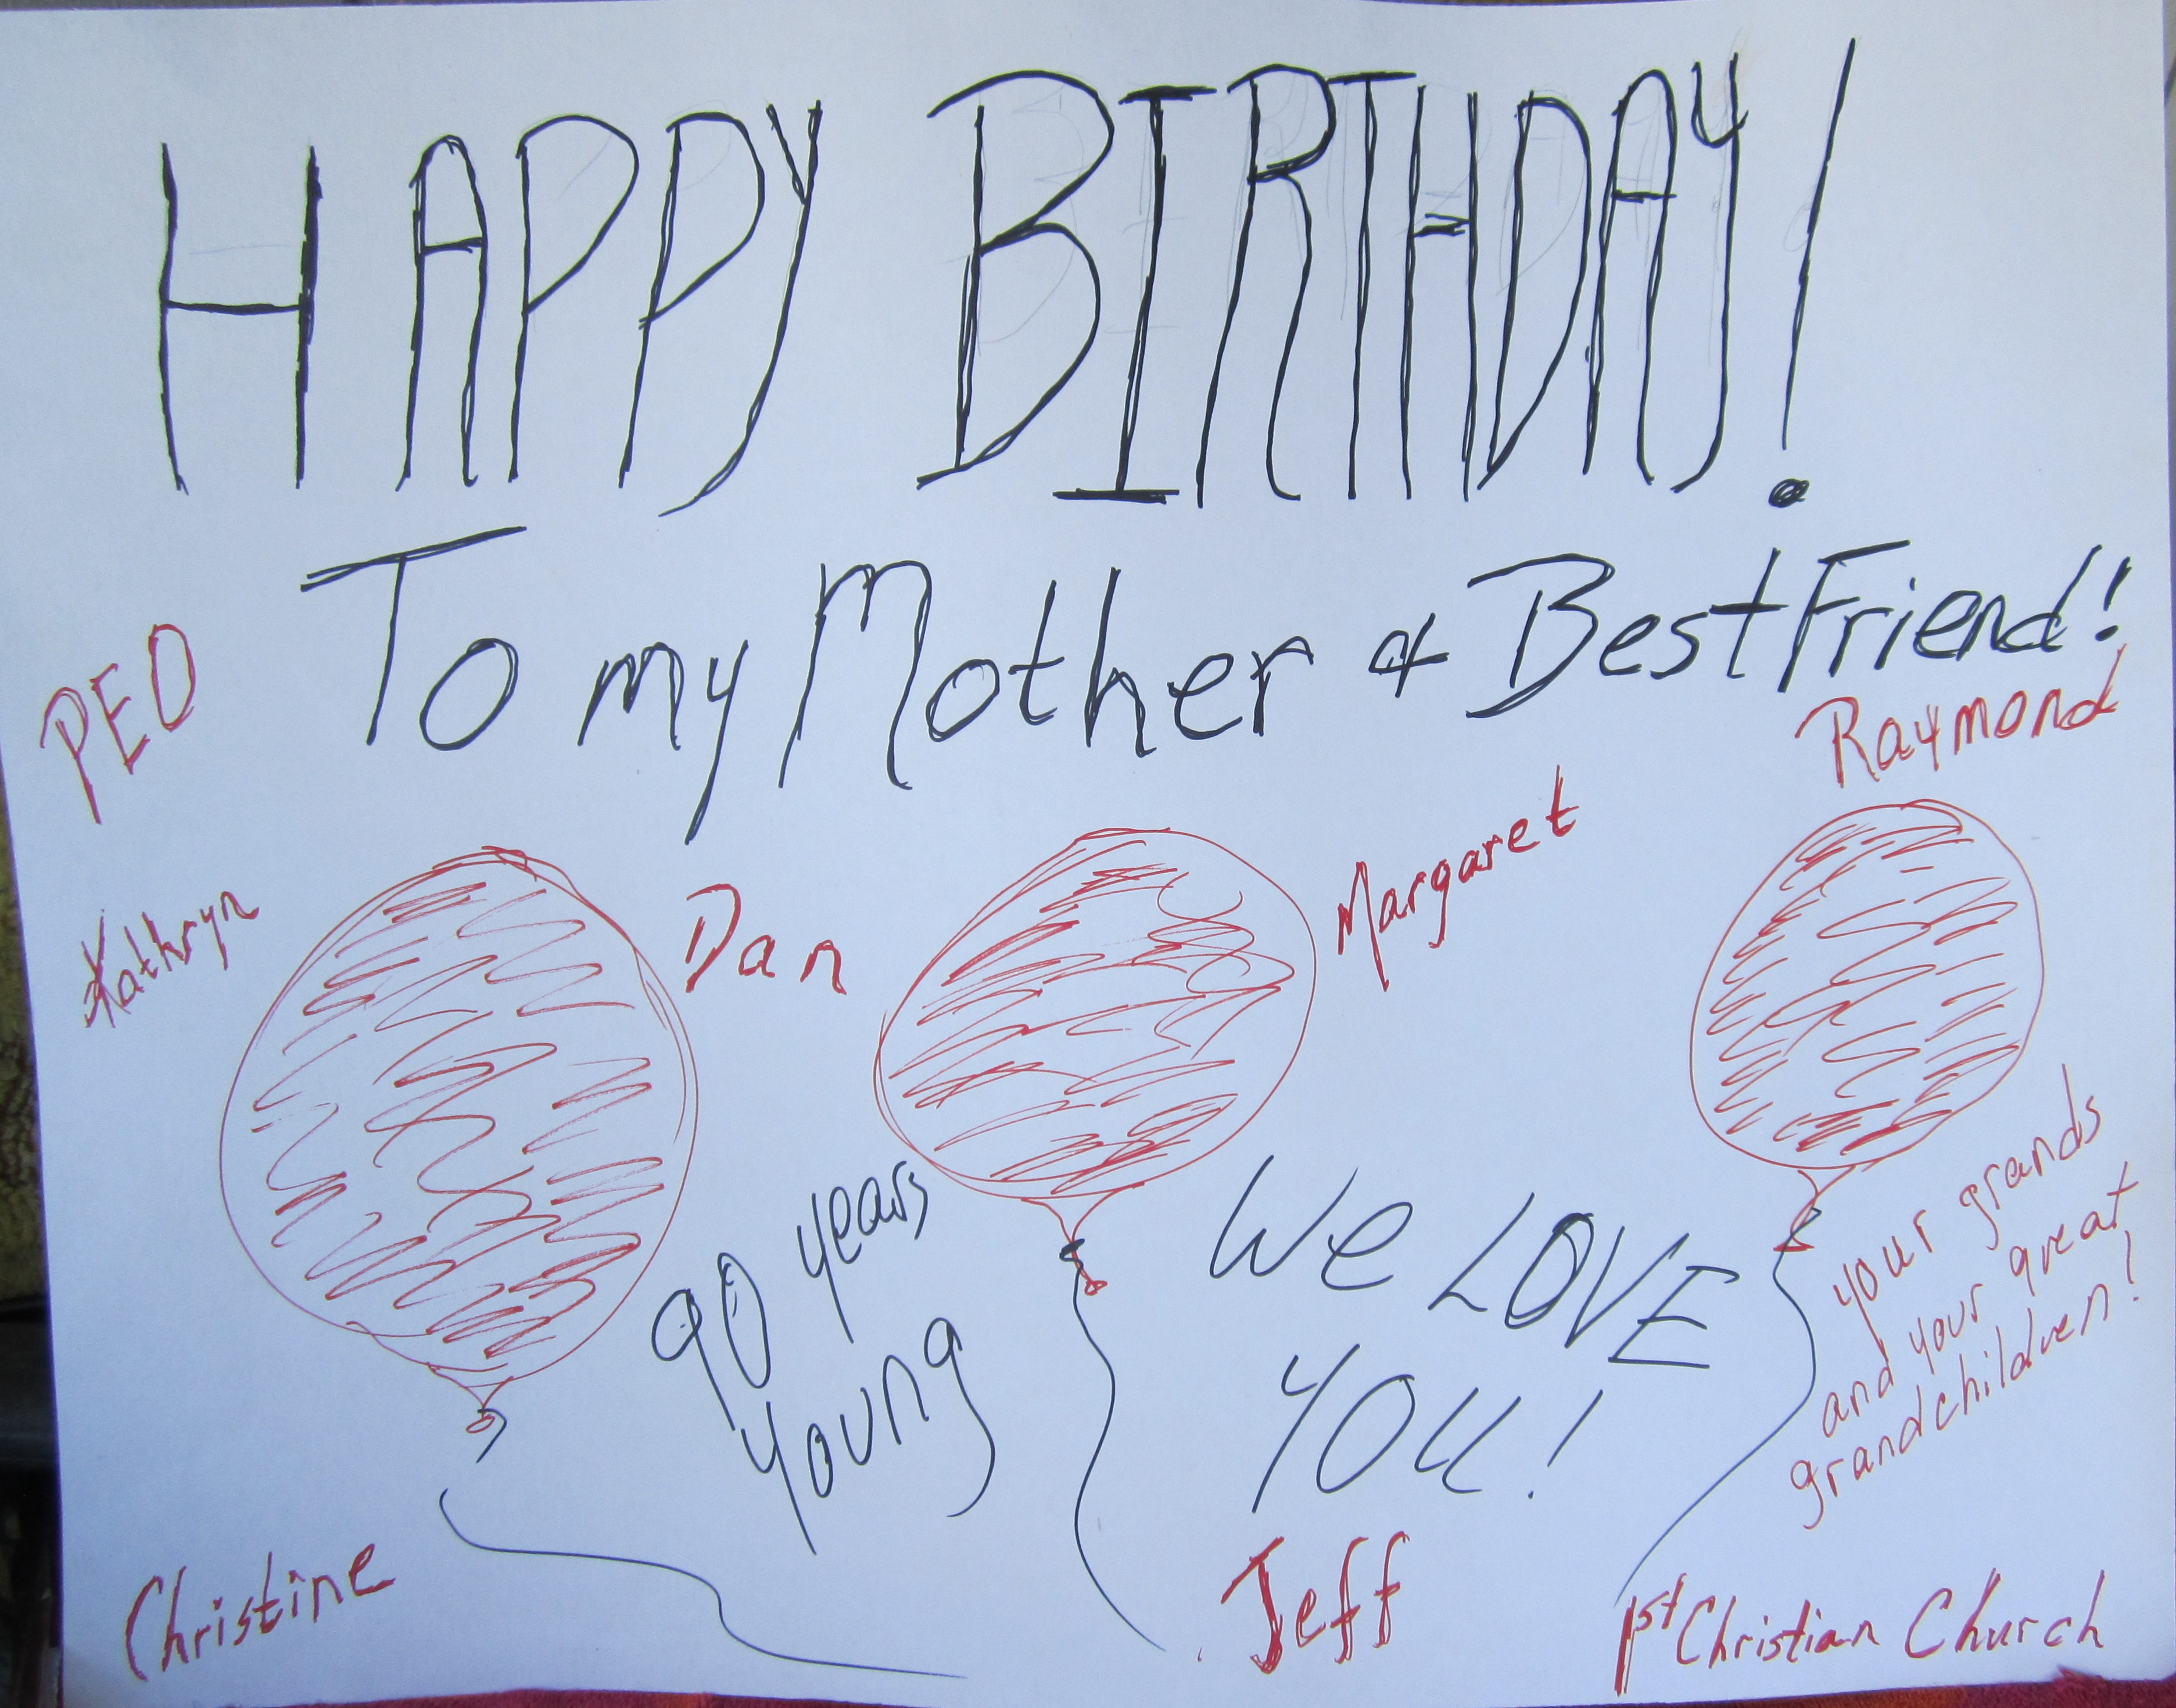 HAPPY BIRTHDAY!
To my Mother & Best Friend!
PEO
Raymond
Kathryn
Dan
Margaret
90 years
young
We LOVE
YOU!
your grands
and your great
grandchildren!
Christine
Jeff
1st Christian Church